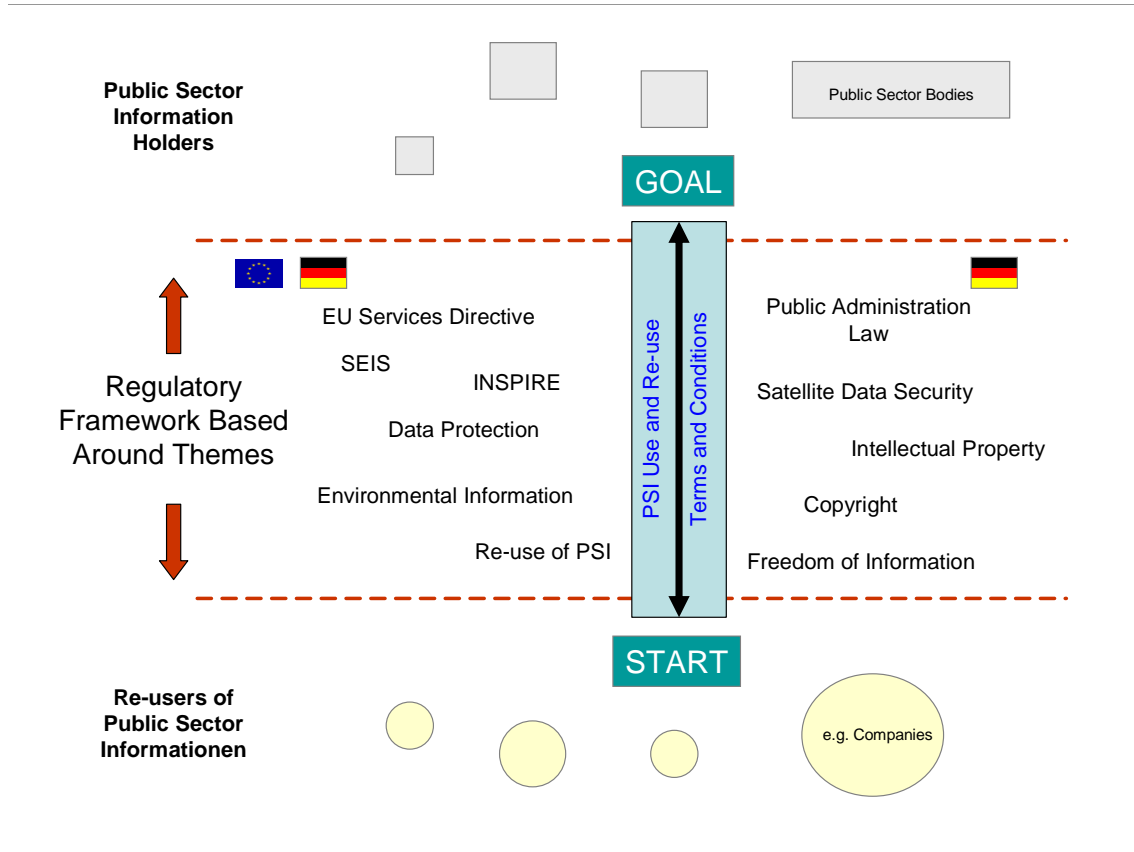 Public Sector
Information
Holders
Public Sector Bodies
GOAL
EU Services Directive
SEIS
INSPIRE
Data Protection
Environmental Information
Re-use of PSI
Regulatory
Framework Based
Around Themes
PSI Use and Re-use
Terms and Conditions
Public Administration
Law
Satellite Data Security
Intellectual Property
Copyright
Freedom of Information
START
Re-users of
Public Sector
Informationen
e.g. Companies